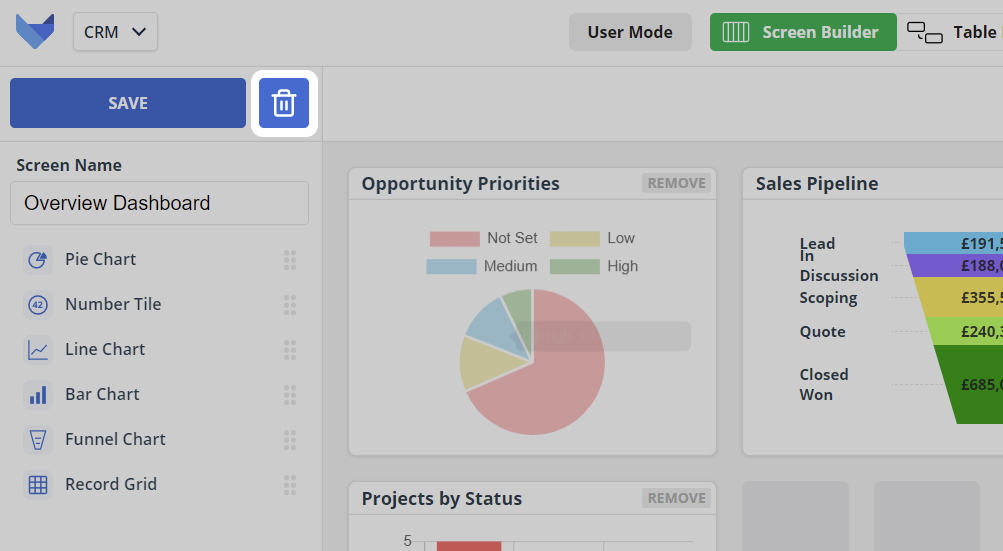 CRM
User Mode
Screen Builder
Table
SAVE
Screen Name
Overview Dashboard
Pie Chart
42
Number Tile
Line Chart
Bar Chart
Funnel Chart
Record Grid
Opportunity Priorities
REMOVE
Not Set
Low
Medium
High
Sales Pipeline
Lead
£191,5
In
Discussion
£188,0
Scoping
£355,5
Quote
£240,3
Closed
Won
£685,0
Projects by Status
REMOVE
5